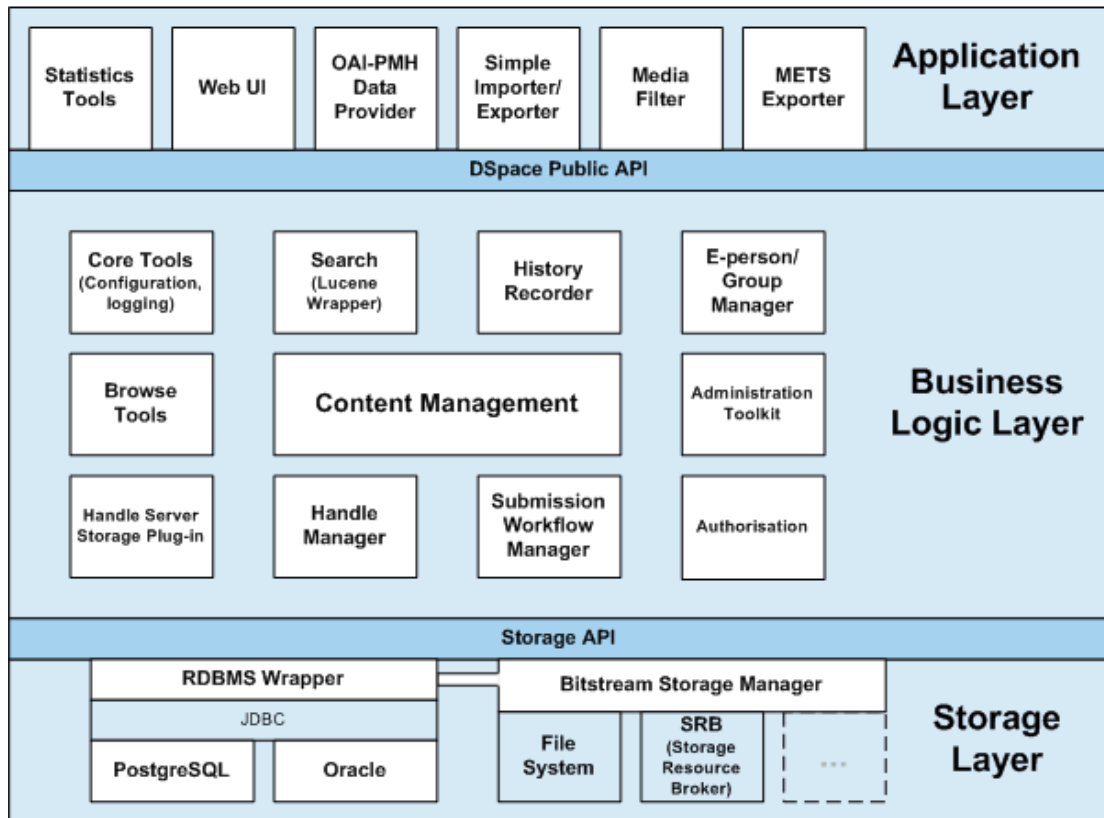 Statistics
Tools
Web UI
OAI-PMH
Data
Provider
Simple
Importer/
Exporter
Media
Filter
METS
Exporter
Application
Layer
DSpace Public API
Core Tools
(Configuration,
logging)
Search
(Lucene
Wrapper)
History
Recorder
E-person/
Group
Manager
Browse
Tools
Content Management
Administration
Toolkit
Business
Logic Layer
Handle Server
Storage Plug-in
Handle
Manager
Submission
Workflow
Manager
Authorisation
Storage API
RDBMS Wrapper
JDBC
PostgreSQL
Oracle
Bitstream Storage Manager
File
System
SRB
(Storage
Resource
Broker)
...
Storage
Layer